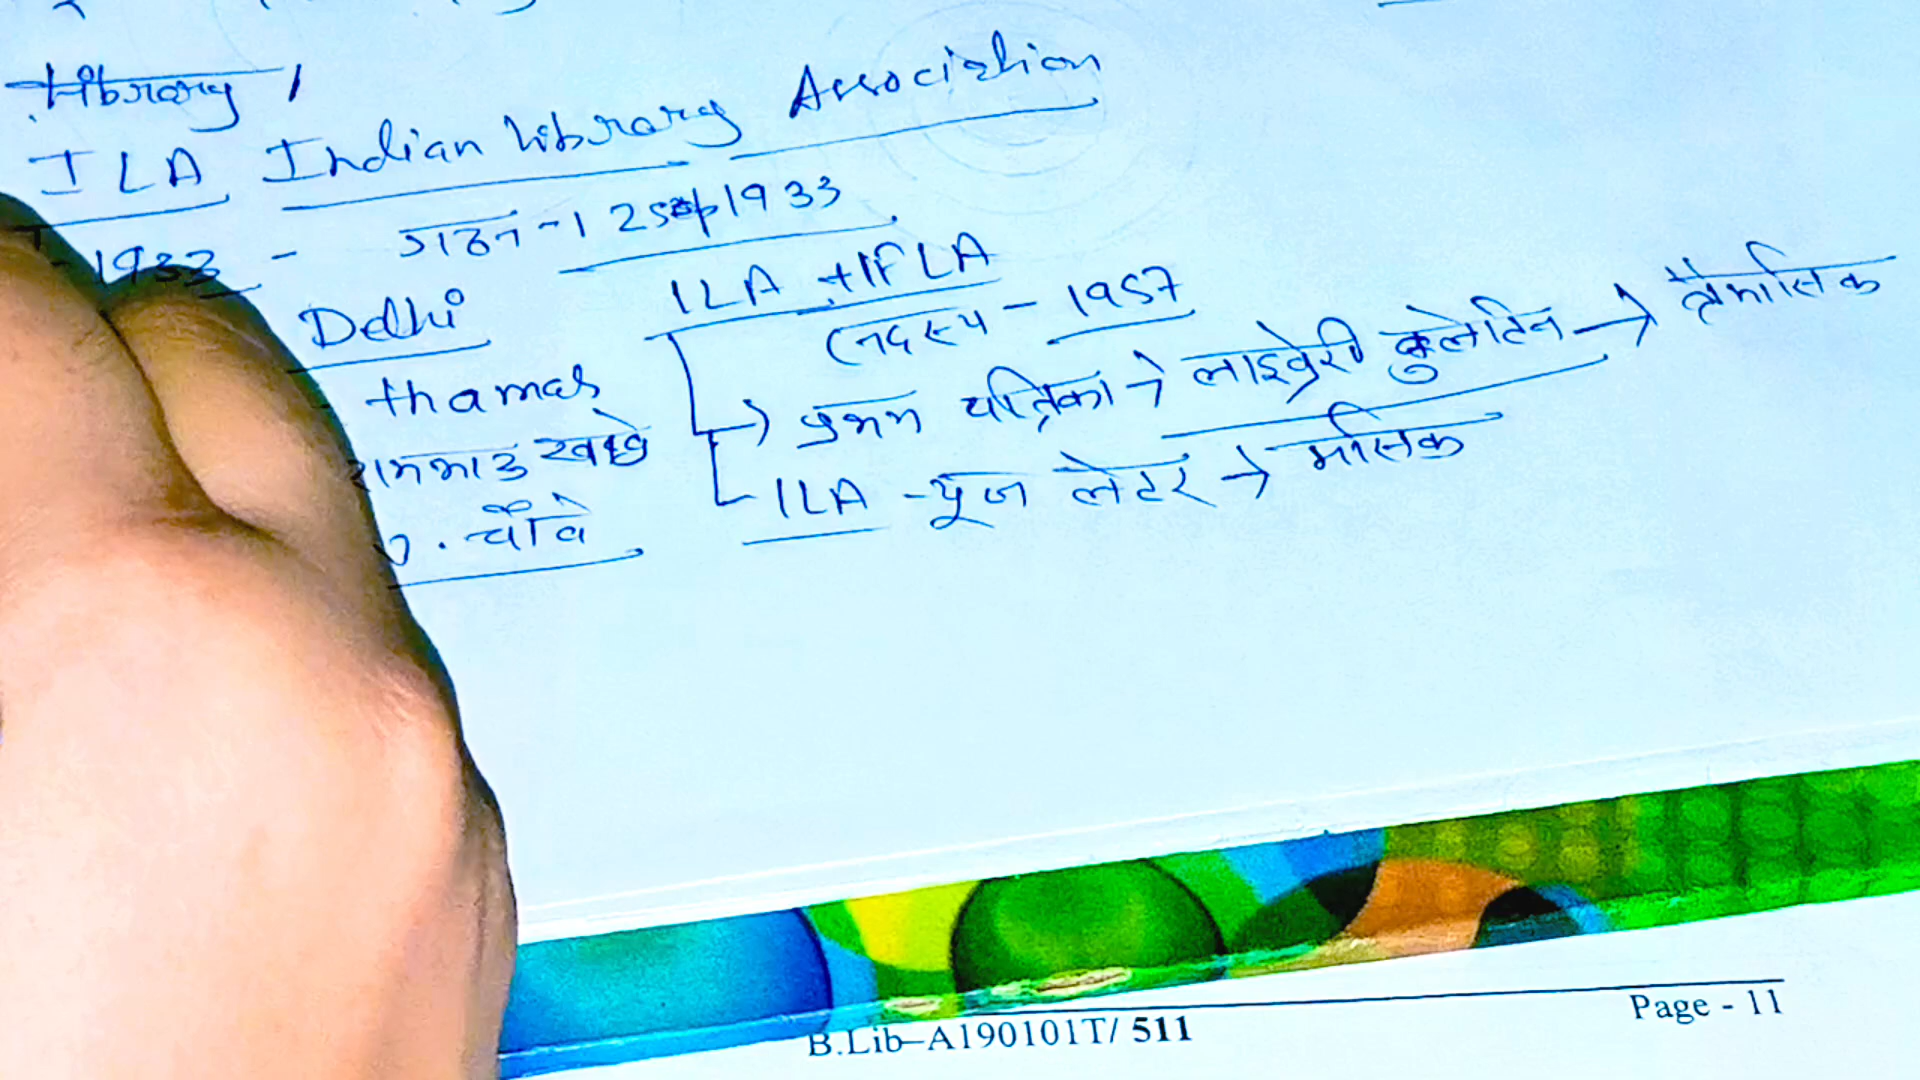 Library
ILA Indian Library Association
1933 - गठन - 12 Sep 1933
Delhi
ILA + IFLA
सदस्य - 1957
thamas
प्रथम पत्रिका → लाइब्रेरी बुलेटिन → त्रैमासिक
ILA - न्यूज लेटर → मासिक
B.Lib–A190101T/ 511
Page - 11